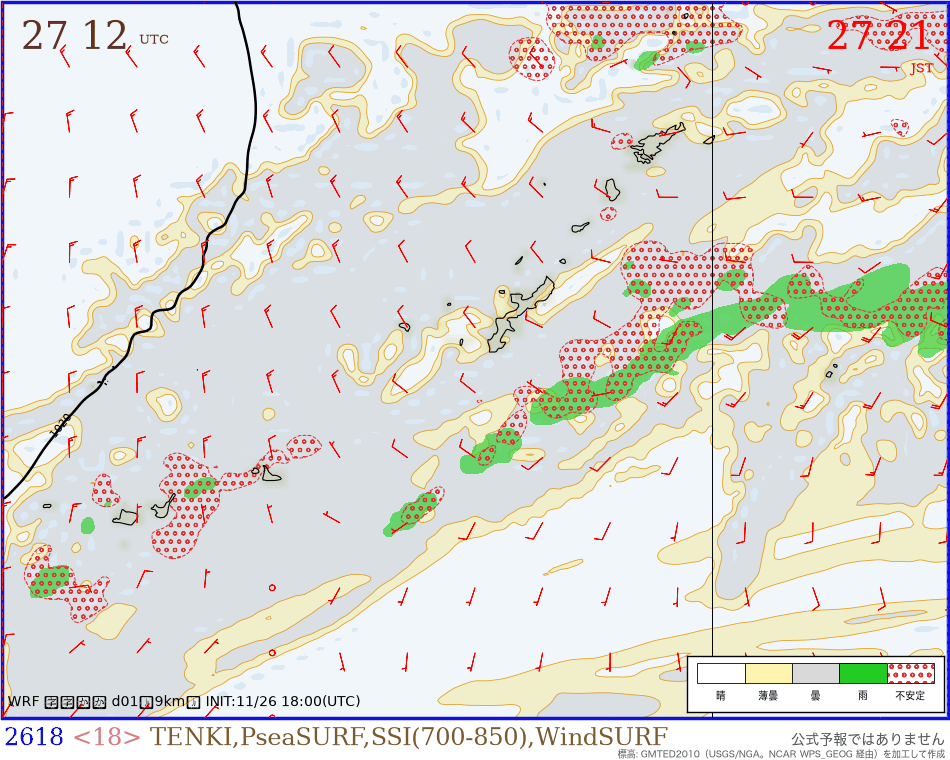 27 12 UTC
27 21
JST
1020
晴 薄曇 曇 雨 不安定
WRF d01 9km INIT:11/26 18:00(UTC)
2618 <18> TENKI,PseaSURF,SSI(700-850),WindSURF
公式予報ではありません
標高: GMTED2010（USGS/NGA。NCAR WPS_GEOG 経由）を加工して作成